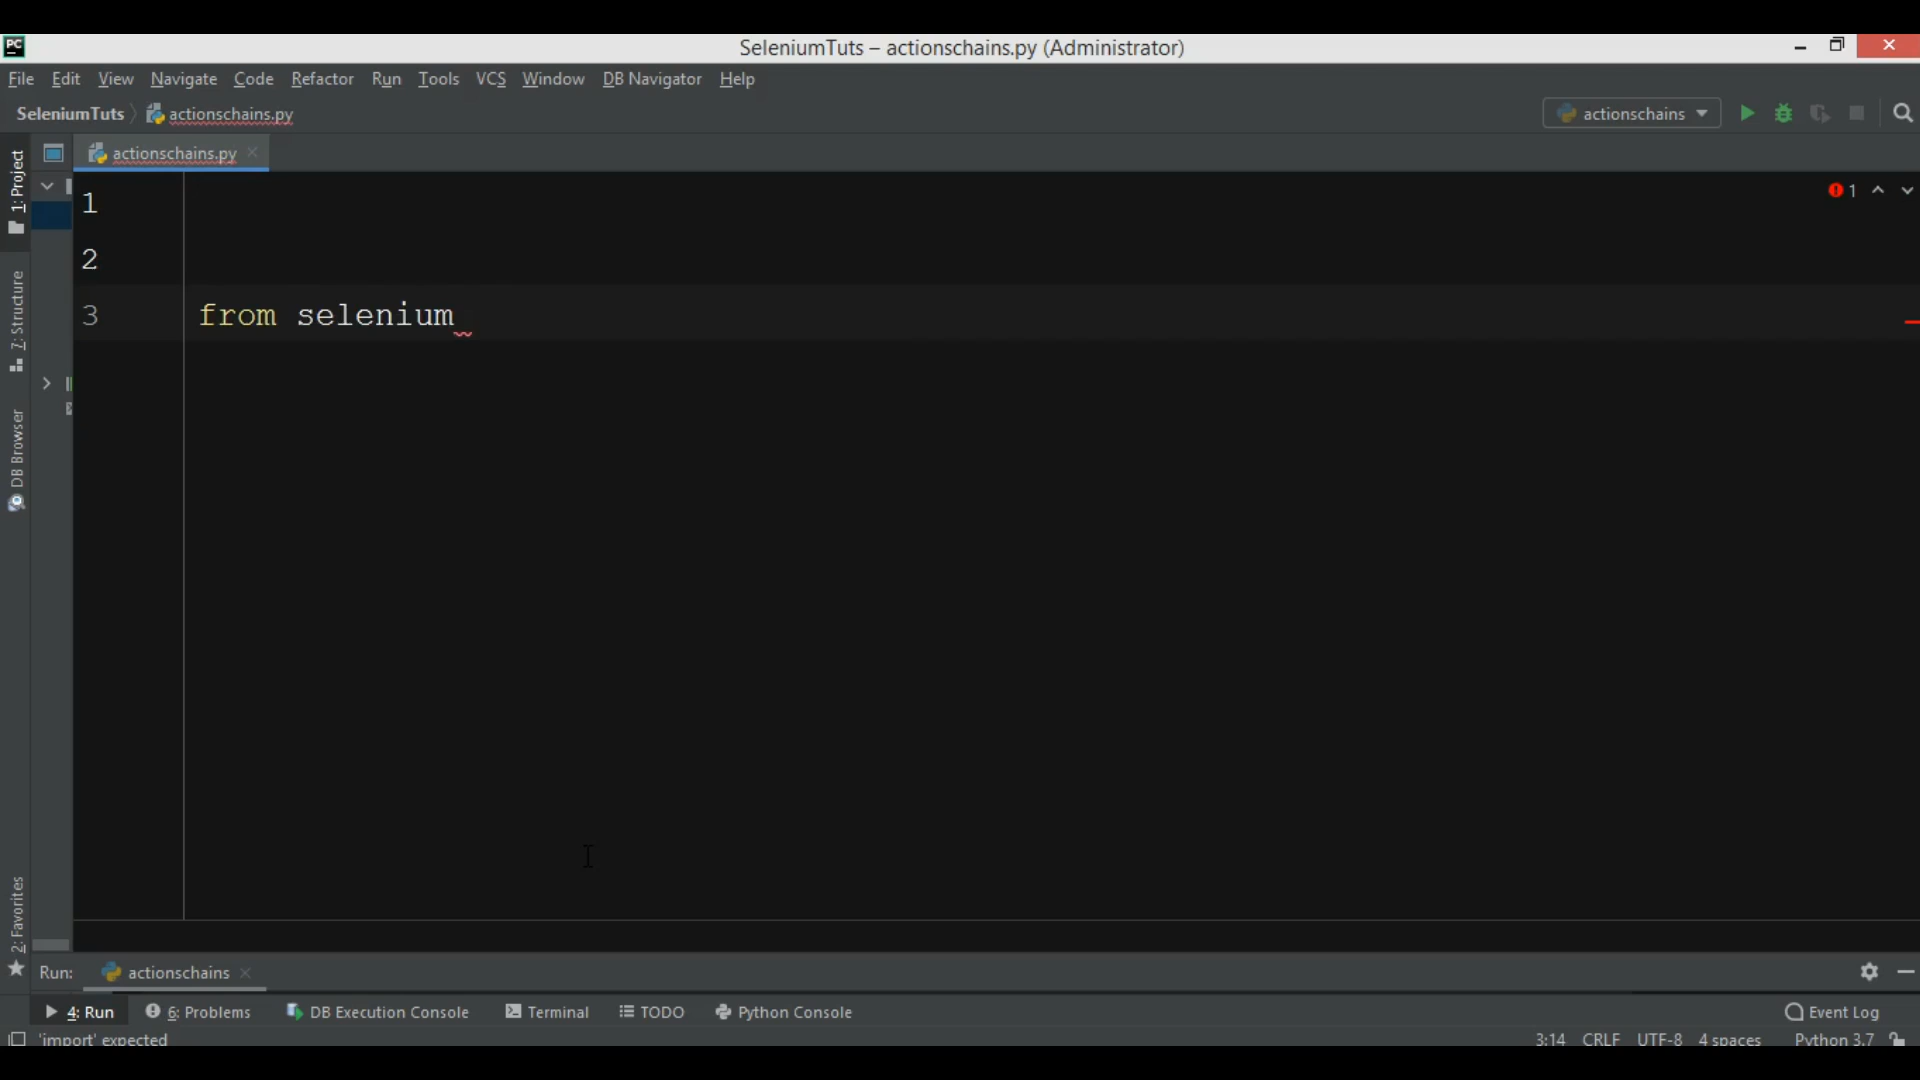 PC
SeleniumTuts – actionschains.py (Administrator)
File Edit View Navigate Code Refactor Run Tools VCS Window DB Navigator Help
SeleniumTuts actionschains.py actionschains
1: Project
actionschains.py
1
1
2
3 from selenium
7: Structure
DB Browser
2: Favorites
Run: actionschains
4: Run 6: Problems DB Execution Console Terminal TODO Python Console Event Log
'import' expected 3:14 CRLF UTF-8 4 spaces Python 3.7